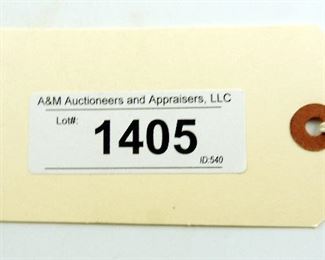 A&M Auctioneers and Appraisers, LLC
Lot#:
1405
ID:540